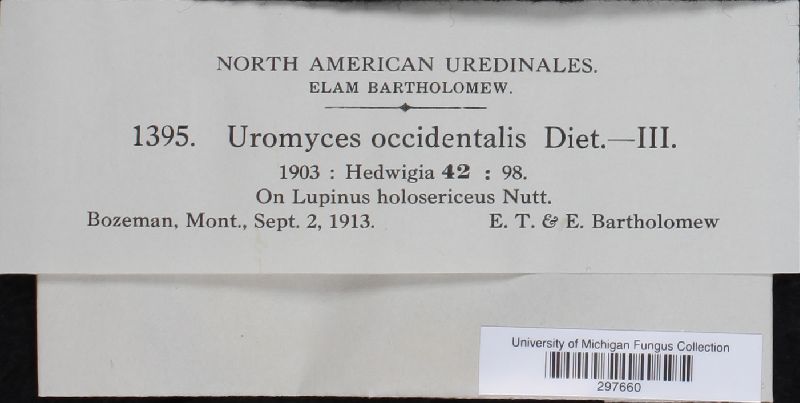 NORTH AMERICAN UREDINALES.
ELAM BARTHOLOMEW.
1395. Uromyces occidentalis Diet.—III.
1903 : Hedwigia 42 : 98.
On Lupinus holosericeus Nutt.
Bozeman, Mont., Sept. 2, 1913. E. T. & E. Bartholomew
University of Michigan Fungus Collection
297660